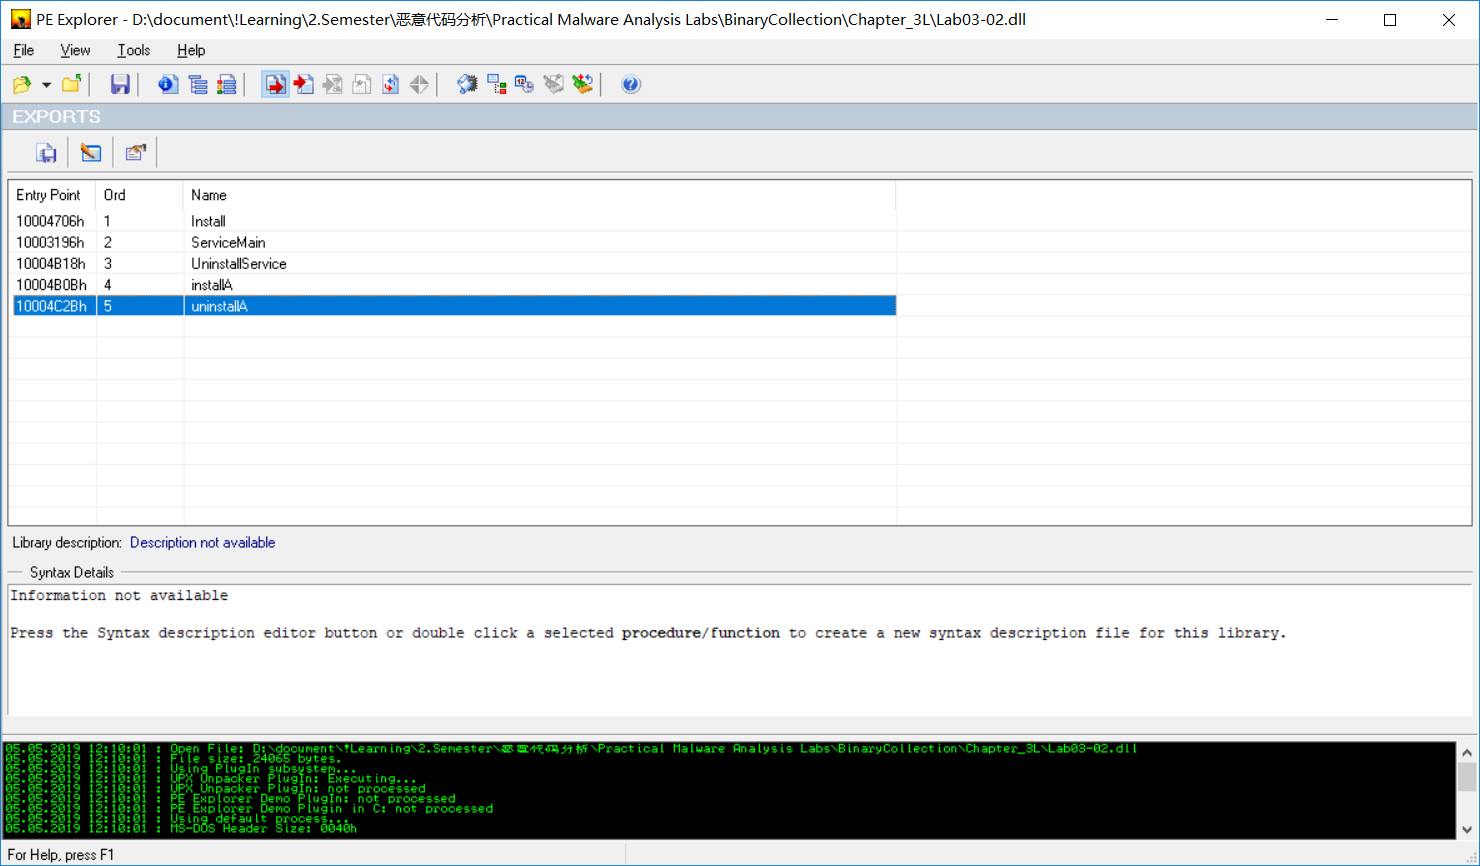 PE Explorer - D:\document\!Learning\2.Semester\恶意代码分析\Practical Malware Analysis Labs\BinaryCollection\Chapter_3L\Lab03-02.dll
File View Tools Help
EXPORTS
Entry Point Ord Name
10004706h 1 Install
10003196h 2 ServiceMain
10004B18h 3 UninstallService
10004B0Bh 4 installA
10004C2Bh 5 uninstallA
Library description: Description not available
Syntax Details
Information not available
Press the Syntax description editor button or double click a selected procedure/function to create a new syntax description file for this library.
05.05.2019 12:10:01 : Open File: D:\document\!Learning\2.Semester\恶意代码分析\Practical Malware Analysis Labs\BinaryCollection\Chapter_3L\Lab03-02.dll
05.05.2019 12:10:01 : File size: 24065 bytes.
05.05.2019 12:10:01 : Using PlugIn subsystem...
05.05.2019 12:10:01 : UPX Unpacker PlugIn: Executing...
05.05.2019 12:10:01 : UPX Unpacker PlugIn: not processed
05.05.2019 12:10:01 : PE Explorer Demo PlugIn: not processed
05.05.2019 12:10:01 : PE Explorer Demo Plugin in C: not processed
05.05.2019 12:10:01 : Using default process...
05.05.2019 12:10:01 : MS-DOS Header Size: 0040h
For Help, press F1